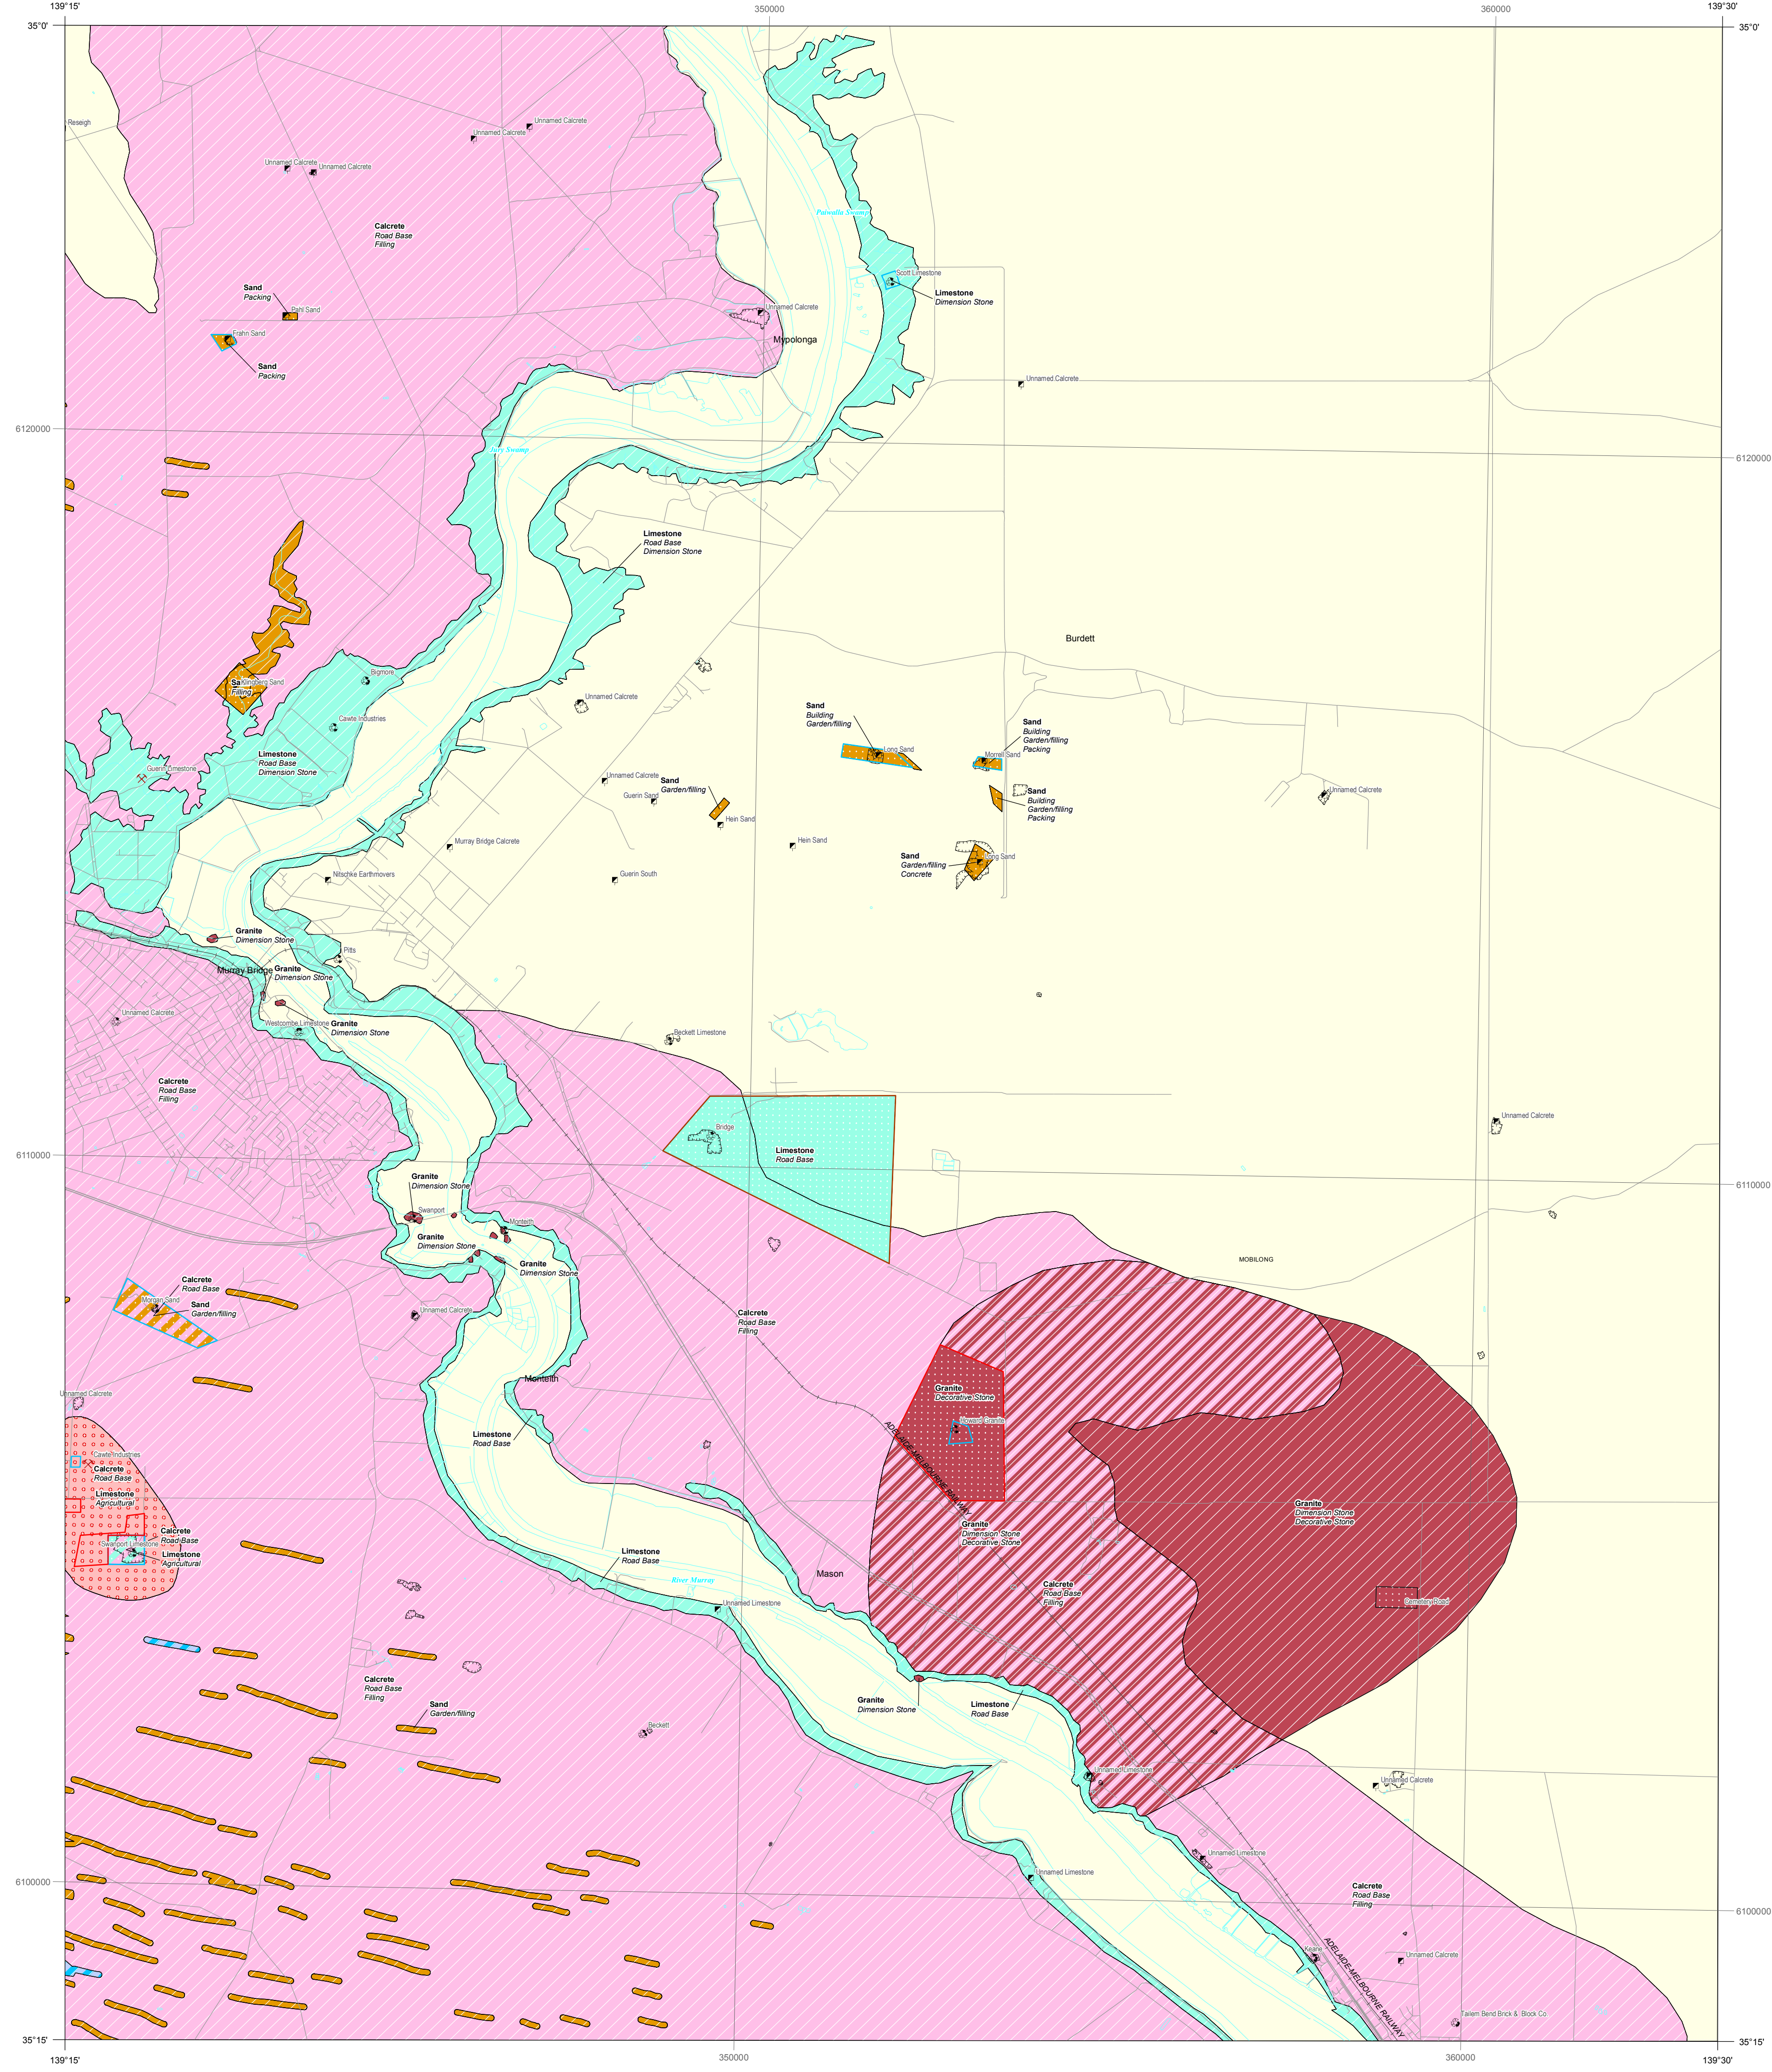 139°15'
350000
360000
139°30'
35°0'
35°0'
Reseigh
Unnamed Calcrete
Unnamed Calcrete
Unnamed Calcrete
Unnamed Calcrete
Calcrete
Road Base
Filling
Paiwalla Swamp
Scott Limestone
Limestone
Dimension Stone
Sand
Packing
Pahl Sand
Unnamed Calcrete
Frahn Sand
Mypolonga
Sand
Packing
Unnamed Calcrete
6120000
6120000
Toora Swamp
Limestone
Road Base
Dimension Stone
Burdett
Bigmore
Sa
Klingberg Sand
Filling
Unnamed Calcrete
Sand
Building
Garden/filling
Cawte Industries
Sand
Building
Garden/filling
Packing
Long Sand
Morrell Sand
Limestone
Road Base
Dimension Stone
Guerin Limestone
Unnamed Calcrete
Sand
Garden/filling
Guerin Sand
Sand
Building
Garden/filling
Packing
Unnamed Calcrete
Hein Sand
Murray Bridge Calcrete
Hein Sand
Sand
Garden/filling
Concrete
Long Sand
Nitschke Earthmovers
Guerin South
Granite
Dimension Stone
Pitts
Murray Bridge
Granite
Dimension Stone
Unnamed Calcrete
Westcombe Limestone
Granite
Dimension Stone
Beckett Limestone
Calcrete
Road Base
Filling
Unnamed Calcrete
Bridge
6110000
Limestone
Road Base
6110000
Granite
Dimension Stone
Swanport
Monteith
Granite
Dimension Stone
Granite
Dimension Stone
MOBILONG
Calcrete
Road Base
Morgan Sand
Sand
Garden/filling
Unnamed Calcrete
Calcrete
Road Base
Filling
Monteith
Unnamed Calcrete
Granite
Decorative Stone
Howard Granite
ADELAIDE-MELBOURNE RAILWAY
Limestone
Road Base
Cawte Industries
Calcrete
Road Base
Limestone
Agricultural
Granite
Dimension Stone
Decorative Stone
Granite
Dimension Stone
Decorative Stone
Calcrete
Road Base
Swanport Limestone
Limestone
Agricultural
Limestone
Road Base
River Murray
Mason
Calcrete
Road Base
Filling
Cemetery Road
Unnamed Limestone
Calcrete
Road Base
Filling
Sand
Garden/filling
Granite
Dimension Stone
Limestone
Road Base
Beckett
Unnamed Limestone
Unnamed Calcrete
Unnamed Limestone
Unnamed Limestone
6100000
Calcrete
Road Base
Filling
6100000
Keane
ADELAIDE-MELBOURNE RAILWAY
Unnamed Calcrete
Tailem Bend Brick & Block Co
35°15'
35°15'
139°15'
350000
360000
139°30'